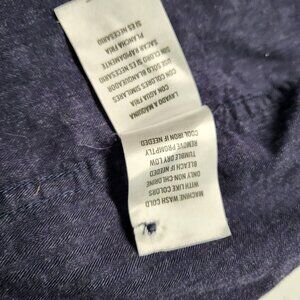 MACHINE WASH COLD
WITH LIKE COLORS
ONLY NON CHLORINE
BLEACH IF NEEDED
TUMBLE DRY LOW
REMOVE PROMPTLY
COOL IRON IF NEEDED
LAVADO A MAQUINA
CON AGUA FRIA
CON COLORES SIMILARES
USE SOLO BLANQUEADOR
SIN CLORO SI ES NECESARIO
SACAR RAPIDAMENTE
PLANCHA FRIA
SI ES NECESARIO